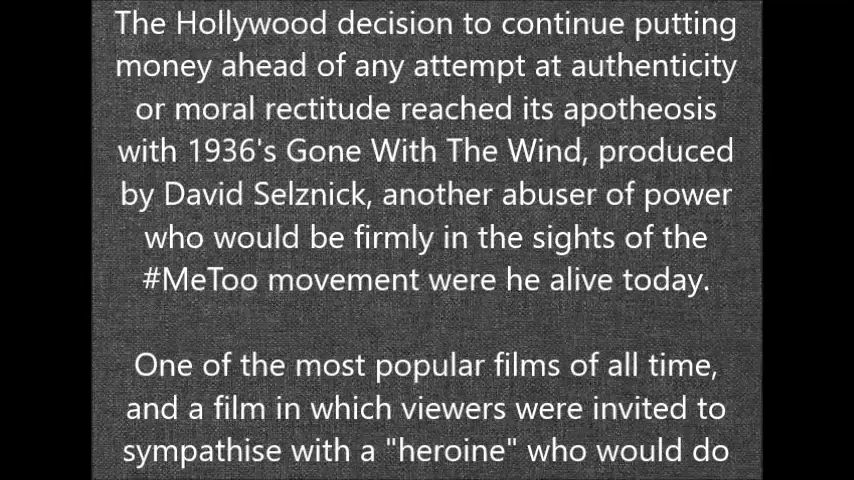 The Hollywood decision to continue putting
money ahead of any attempt at authenticity
or moral rectitude reached its apotheosis
with 1936's Gone With The Wind, produced
by David Selznick, another abuser of power
who would be firmly in the sights of the
#MeToo movement were he alive today.
One of the most popular films of all time,
and a film in which viewers were invited to
sympathise with a "heroine" who would do